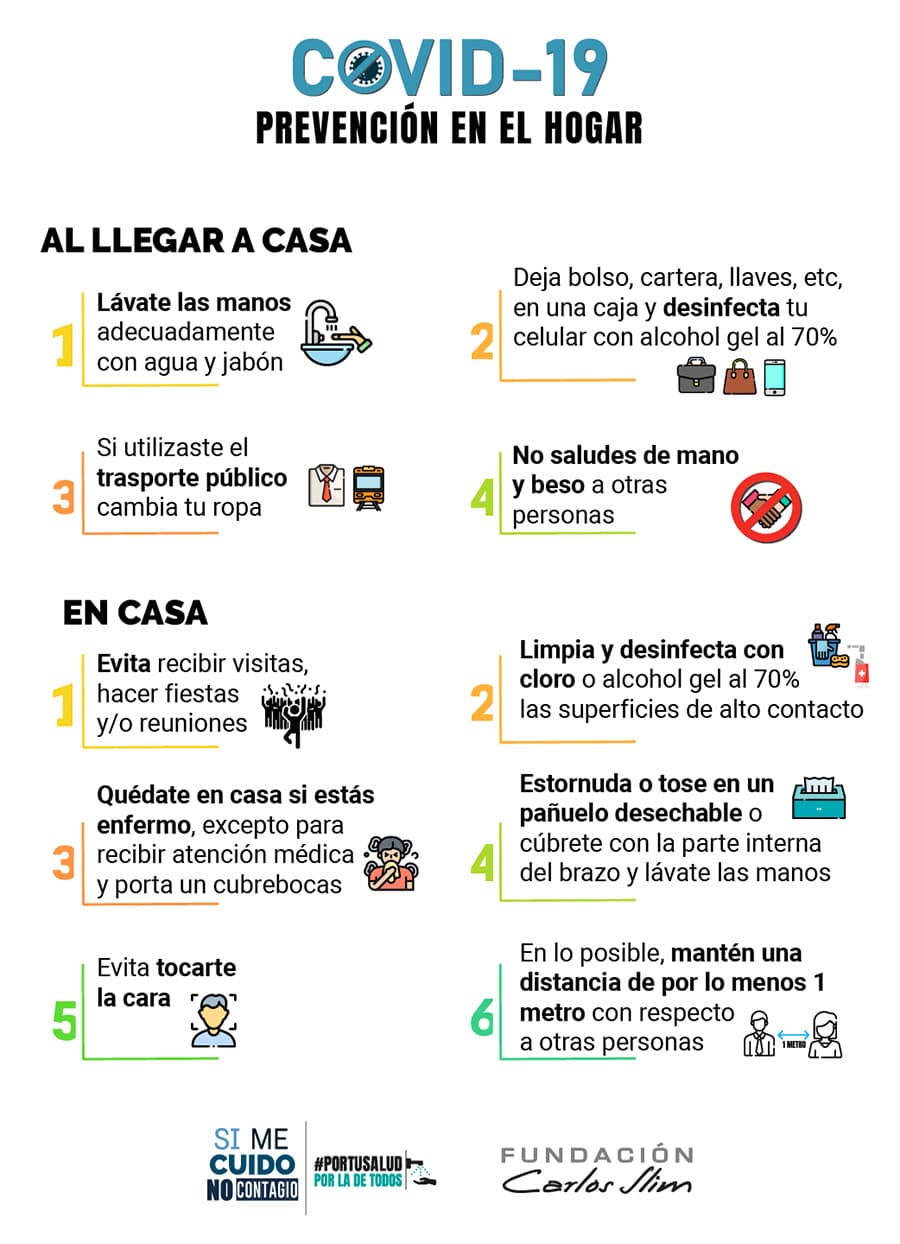 COVID-19
PREVENCIÓN EN EL HOGAR
AL LLEGAR A CASA
1
Lávate las manos
adecuadamente
con agua y jabón
2
Deja bolso, cartera, llaves, etc,
en una caja y desinfecta tu
celular con alcohol gel al 70%
3
Si utilizaste el
trasporte público
cambia tu ropa
4
No saludes de mano
y beso a otras
personas
EN CASA
1
Evita recibir visitas,
hacer fiestas
y/o reuniones
2
Limpia y desinfecta con
cloro o alcohol gel al 70%
las superficies de alto contacto
3
Quédate en casa si estás
enfermo, excepto para
recibir atención médica
y porta un cubrebocas
4
Estornuda o tose en un
pañuelo desechable o
cúbrete con la parte interna
del brazo y lávate las manos
5
Evita tocarte
la cara
6
En lo posible, mantén una
distancia de por lo menos 1
metro con respecto
a otras personas
1 METRO
SI ME
CUIDO
NO CONTAGIO
#PORTUSALUD
POR LA DE TODOS
FUNDACIÓN
Carlos Slim